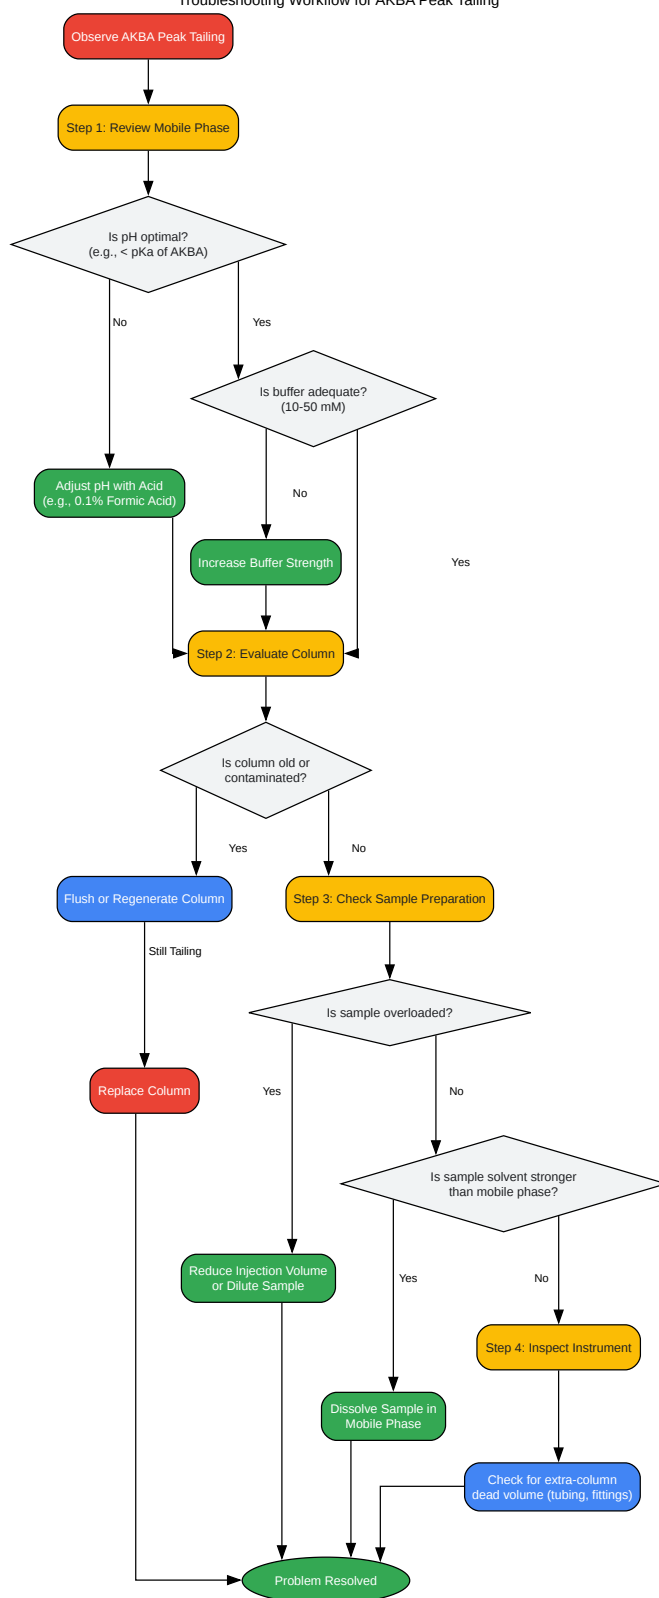 Troubleshooting Workflow for AKBA Peak Tailing
Observe AKBA Peak Tailing
Step 1: Review Mobile Phase
Is pH optimal?
(e.g., < pKa of AKBA)
No
Yes
Is buffer adequate?
(10-50 mM)
Adjust pH with Acid
(e.g., 0.1% Formic Acid)
No
Increase Buffer Strength
Yes
Step 2: Evaluate Column
Is column old or
contaminated?
Yes
No
Flush or Regenerate Column
Step 3: Check Sample Preparation
Still Tailing
Is sample overloaded?
Replace Column
Yes
No
Is sample solvent stronger
than mobile phase?
Reduce Injection Volume
or Dilute Sample
Yes
No
Step 4: Inspect Instrument
Dissolve Sample in
Mobile Phase
Check for extra-column
dead volume (tubing, fittings)
Problem Resolved